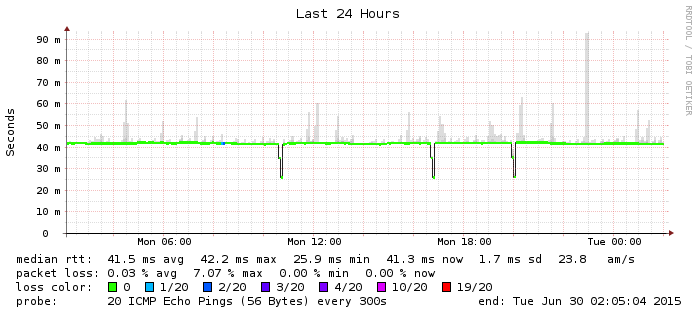 Last 24 Hours
RRDTOOL / TOBI OETIKER
Seconds
90 m
80 m
70 m
60 m
50 m
40 m
30 m
20 m
10 m
0
Mon 06:00 Mon 12:00 Mon 18:00 Tue 00:00
median rtt: 41.5 ms avg 42.2 ms max 25.9 ms min 41.3 ms now 1.7 ms sd 23.8 am/s
packet loss: 0.03 % avg 7.07 % max 0.00 % min 0.00 % now
loss color: 0 1/20 2/20 3/20 4/20 10/20 19/20
probe: 20 ICMP Echo Pings (56 Bytes) every 300s end: Tue Jun 30 02:05:04 2015